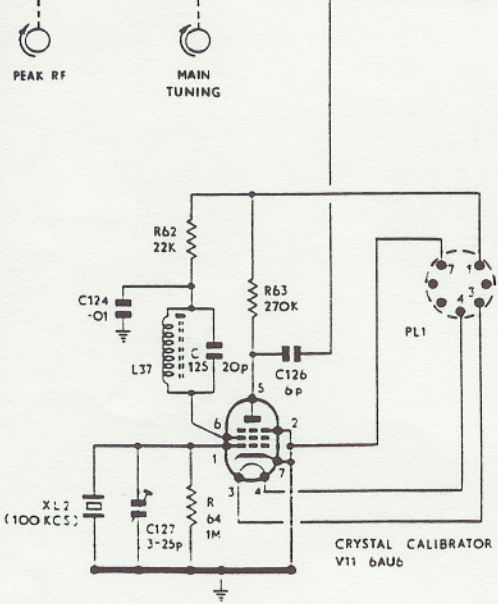 PEAK RF
MAIN
TUNING
R62
22K
R63
270K
C124
-01
L37
C
125
20p
C126
6p
5
6
2
1
7
3
4
7
1
3
4
PL1
XL2
(100 KCS)
C127
3-25p
R
64
1M
CRYSTAL CALIBRATOR
V11 6AU6